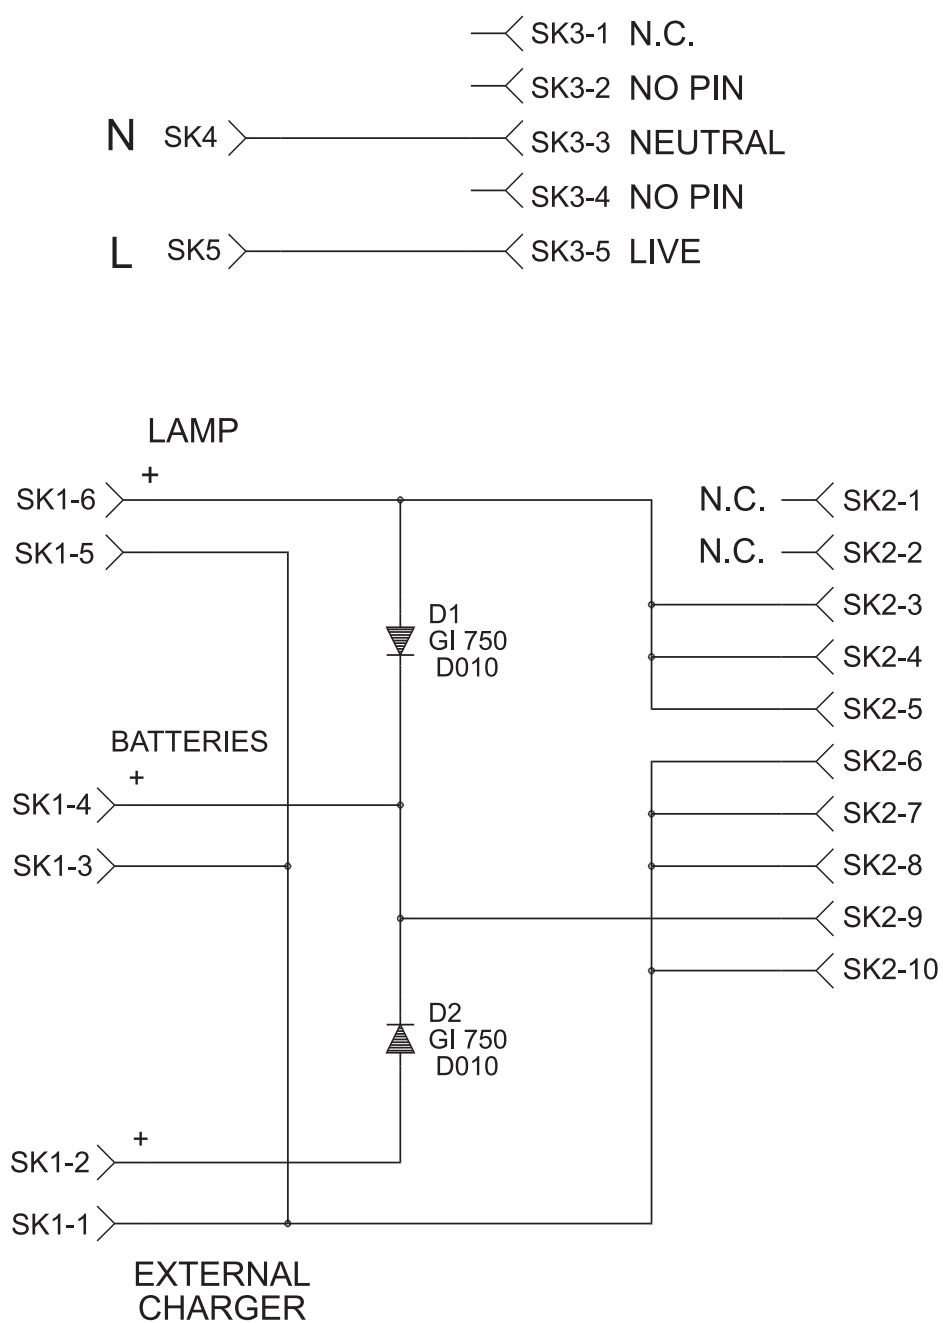 SK3-1 N.C.
SK3-2 NO PIN
N SK4 SK3-3 NEUTRAL
SK3-4 NO PIN
L SK5 SK3-5 LIVE
LAMP
+
SK1-6 N.C. SK2-1
SK1-5 N.C. SK2-2
SK2-3
D1
GI 750
D010
SK2-4
SK2-5
BATTERIES
+
SK2-6
SK1-4 SK2-7
SK1-3 SK2-8
SK2-9
SK2-10
D2
GI 750
D010
+
SK1-2
SK1-1
EXTERNAL
CHARGER